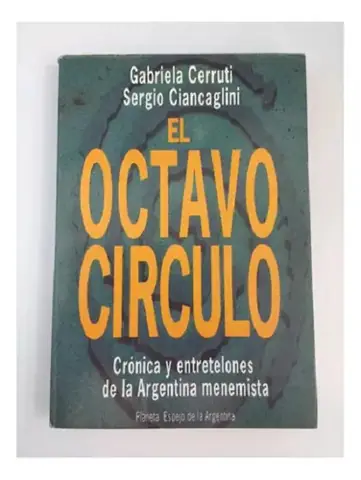 Gabriela Cerruti
Sergio Ciancaglini
EL
OCTAVO
CIRCULO
Crónica y entretelones
de la Argentina menemista
Planeta Espejo de la Argentina